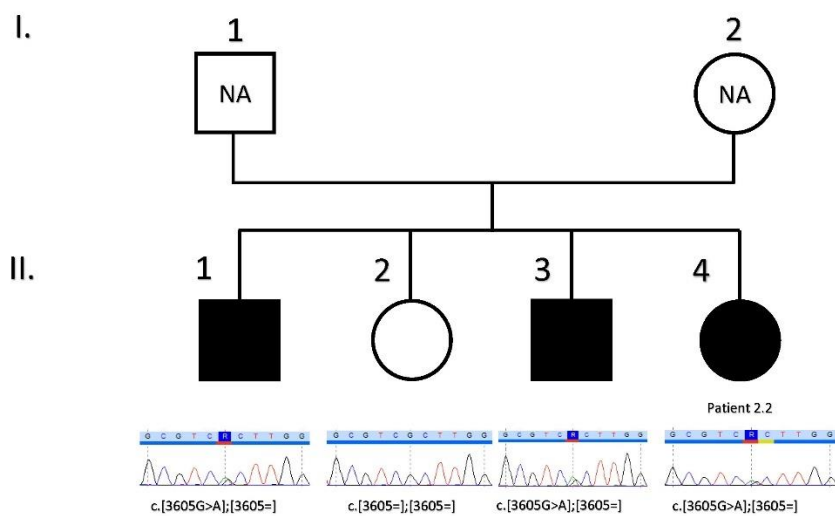 I.
1
2
NA
NA
II.
1
2
3
4
Patient 2.2
G C G T C R C T T G G
G C G T C G C T T G G
G C G T C R C T T G G
G C G T C R C T T G G
c.[3605G>A];[3605=]
c.[3605=];[3605=]
c.[3605G>A];[3605=]
c.[3605G>A];[3605=]